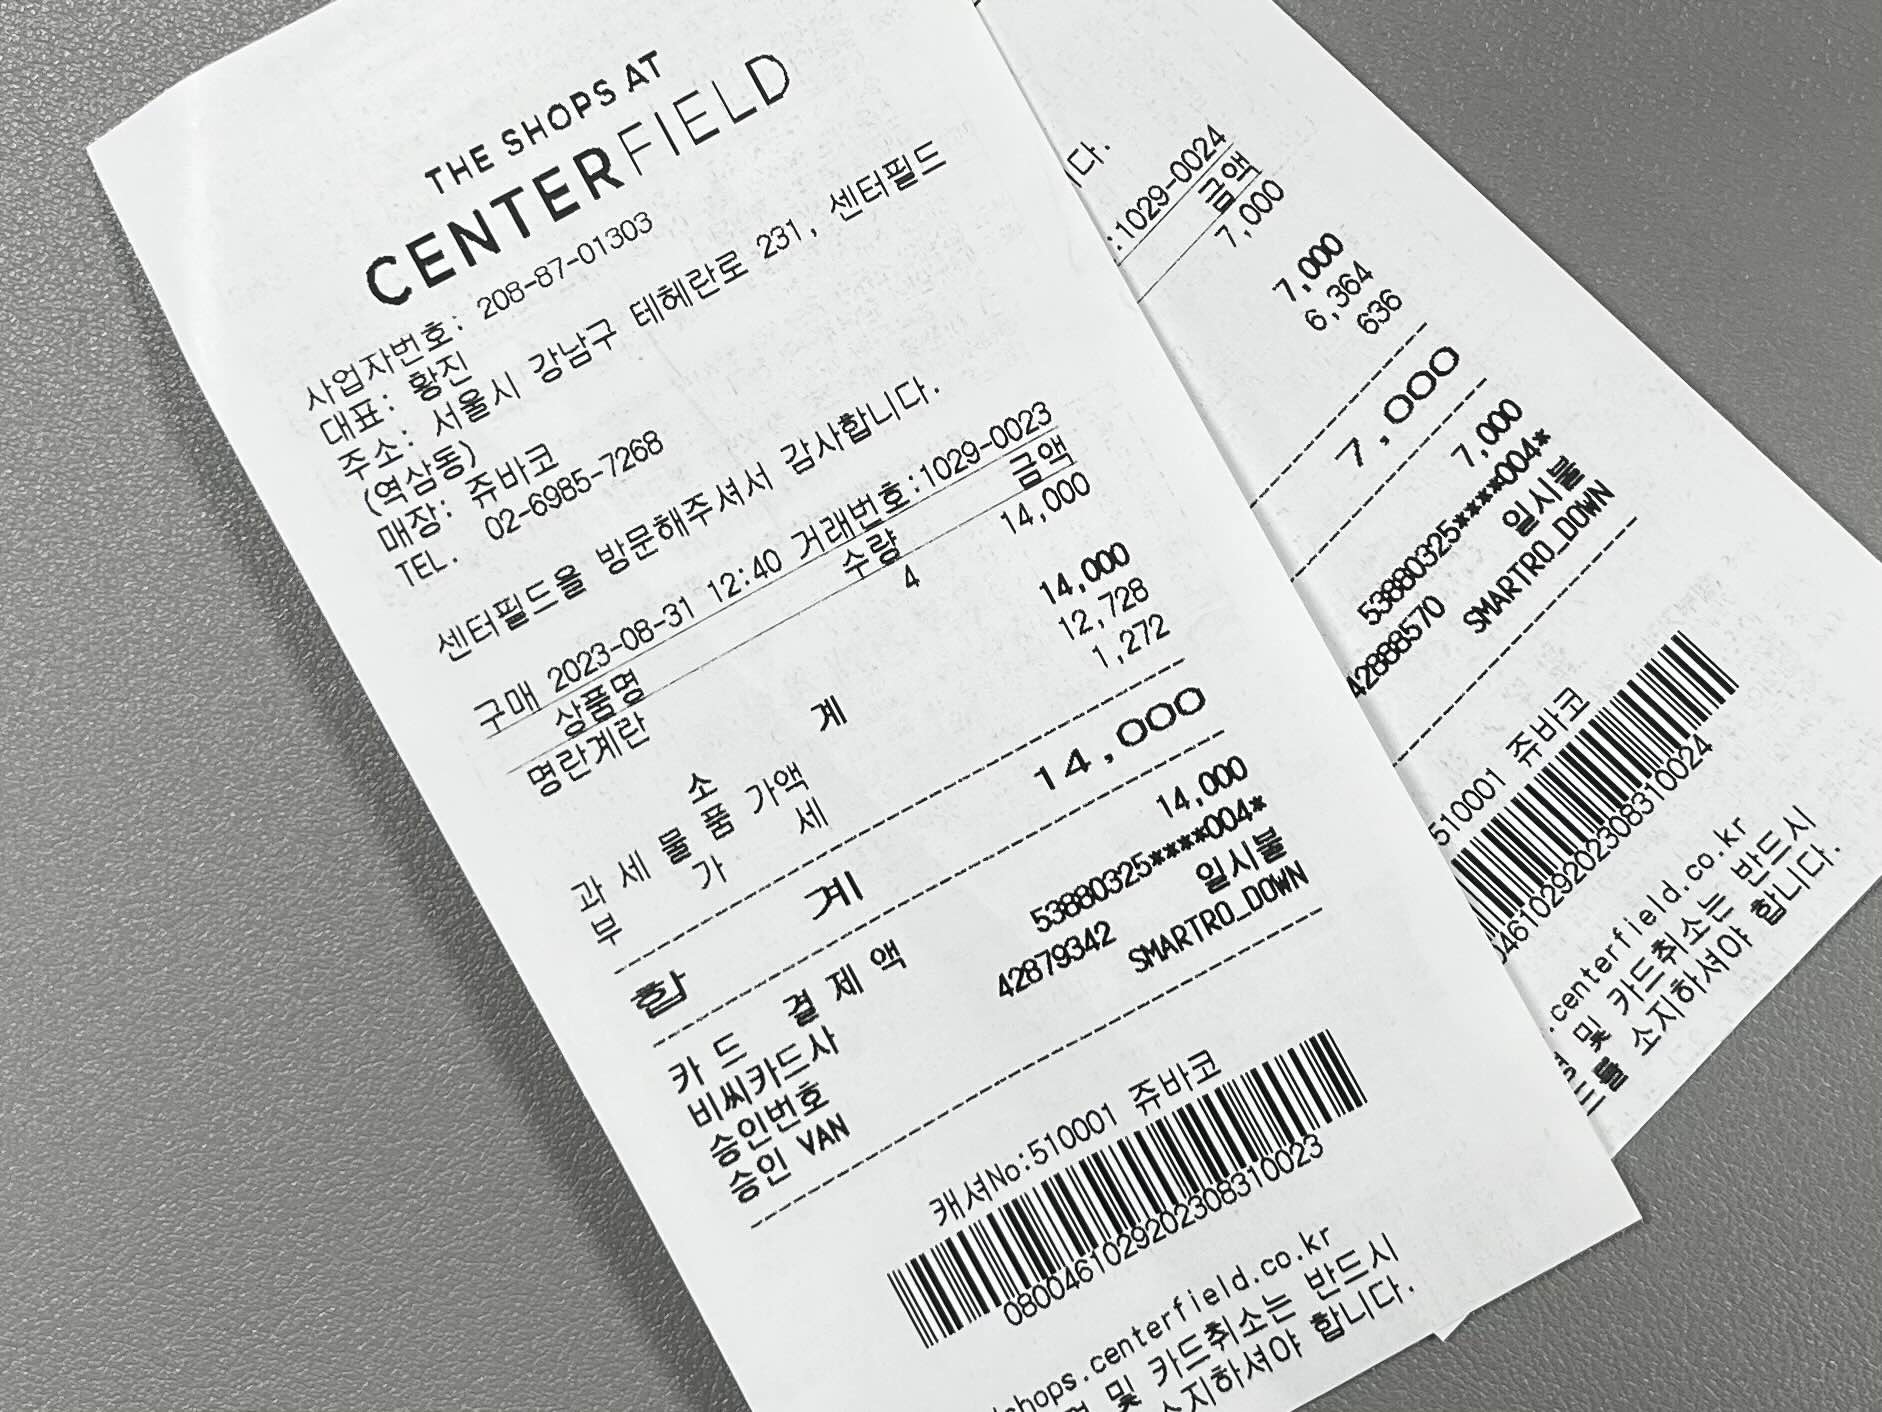 THE SHOPS AT
CENTERFIELD
사업자번호: 208-87-01303
대표: 황진
주소: 서울시 강남구 테헤란로 231, 센터필드
(역삼동)
매장: 쥬바코
TEL. 02-6985-7268
센터필드을 방문해주셔서 감사합니다.
구매 2023-08-31 12:40 거래번호:1029-0023
상품명 수량 금액
명란계란 4 14,000
소 계 14,000
과 세 물 품 가액 12,728
부 가 세 1,272
합 계 14,000
카 드 결 제 액 14,000
비씨카드사 53880325****004*
승인번호 42879342 일시불
승인 VAN SMARTRO_DOWN
캐셔No:510001 쥬바코
0800461029202308310023
shops.centerfield.co.kr
및 카드취소는 반드시
소지하셔야 합니다.
다.
:1029-0024
금액
7,000
7,000
6,364
636
7,000
7,000
53880325****004*
42888570 일시불
SMARTRO_DOWN
510001 쥬바코
0461029202308310024
.centerfield.co.kr
및 카드취소는 반드시
드를 소지하셔야 합니다.